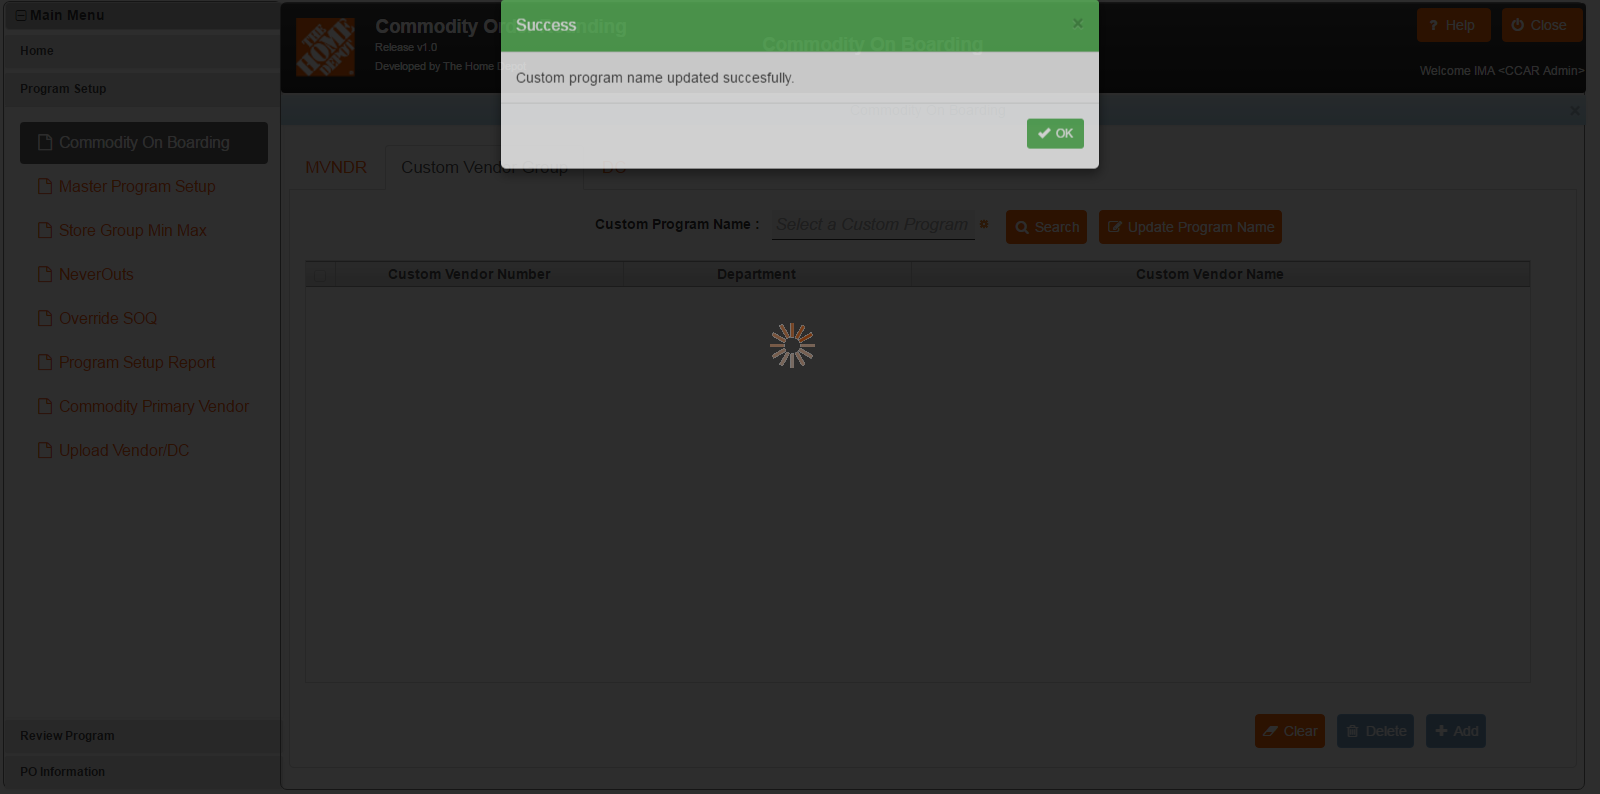 Main Menu
Home
Program Setup
Commodity On Boarding
Master Program Setup
Store Group Min Max
NeverOuts
Override SOQ
Program Setup Report
Commodity Primary Vendor
Upload Vendor/DC
Review Program
PO Information
THE HOME DEPOT
Commodity On Boarding
Release v1.0
Developed by The Home Depot
Commodity On Boarding
? Help
Close
Welcome IMA <CCAR Admin>
Success ×
Custom program name updated succesfully.
OK
Commodity On Boarding ×
MVNDR Custom Vendor Group DC
Custom Program Name : Select a Custom Program Search Update Program Name
Custom Vendor Number Department Custom Vendor Name
Clear Delete Add